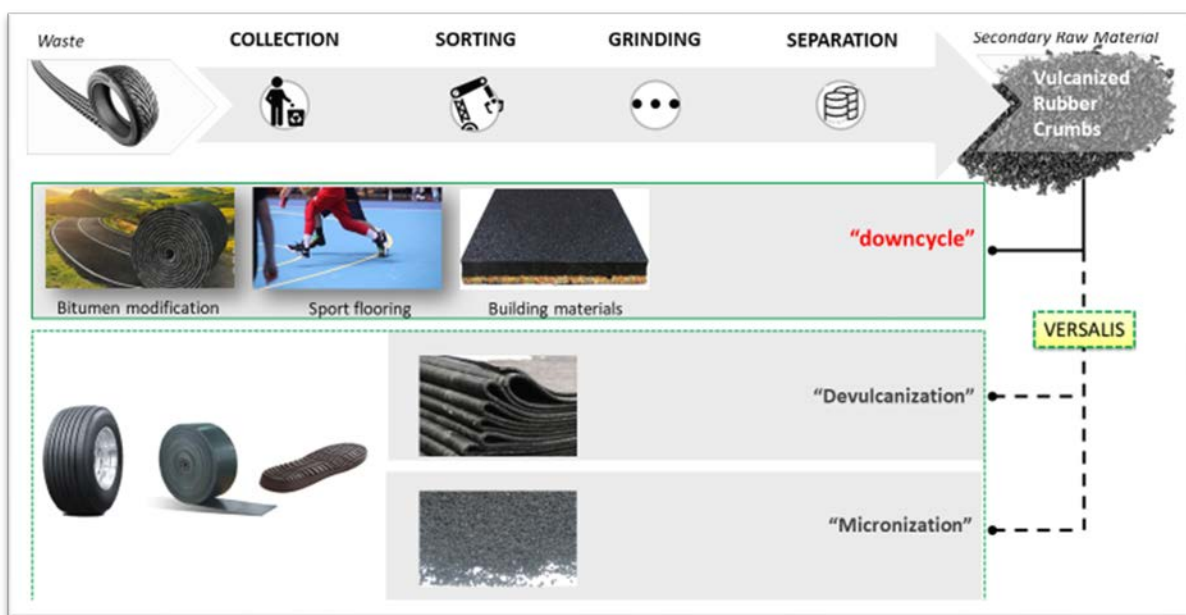 Waste
COLLECTION
SORTING
GRINDING
SEPARATION
Secondary Raw Material
Vulcanized
Rubber
Crumbs
“downcycle”
Bitumen modification
Sport flooring
Building materials
VERSALIS
“Devulcanization”
“Micronization”